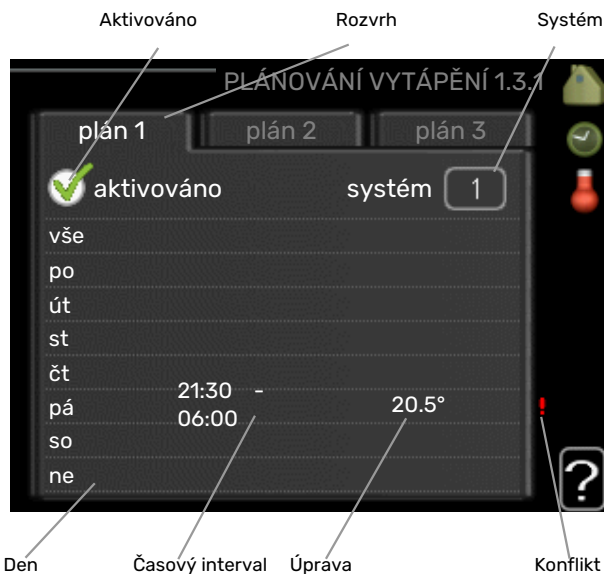 Aktivováno Rozvrh Systém
PLÁNOVÁNÍ VYTÁPĚNÍ 1.3.1
plán 1 plán 2 plán 3
aktivováno systém 1
vše
po
út
st
čt
21:30 -
pá 20.5° !
06:00
so
ne
?
Den Časový interval Úprava Konflikt